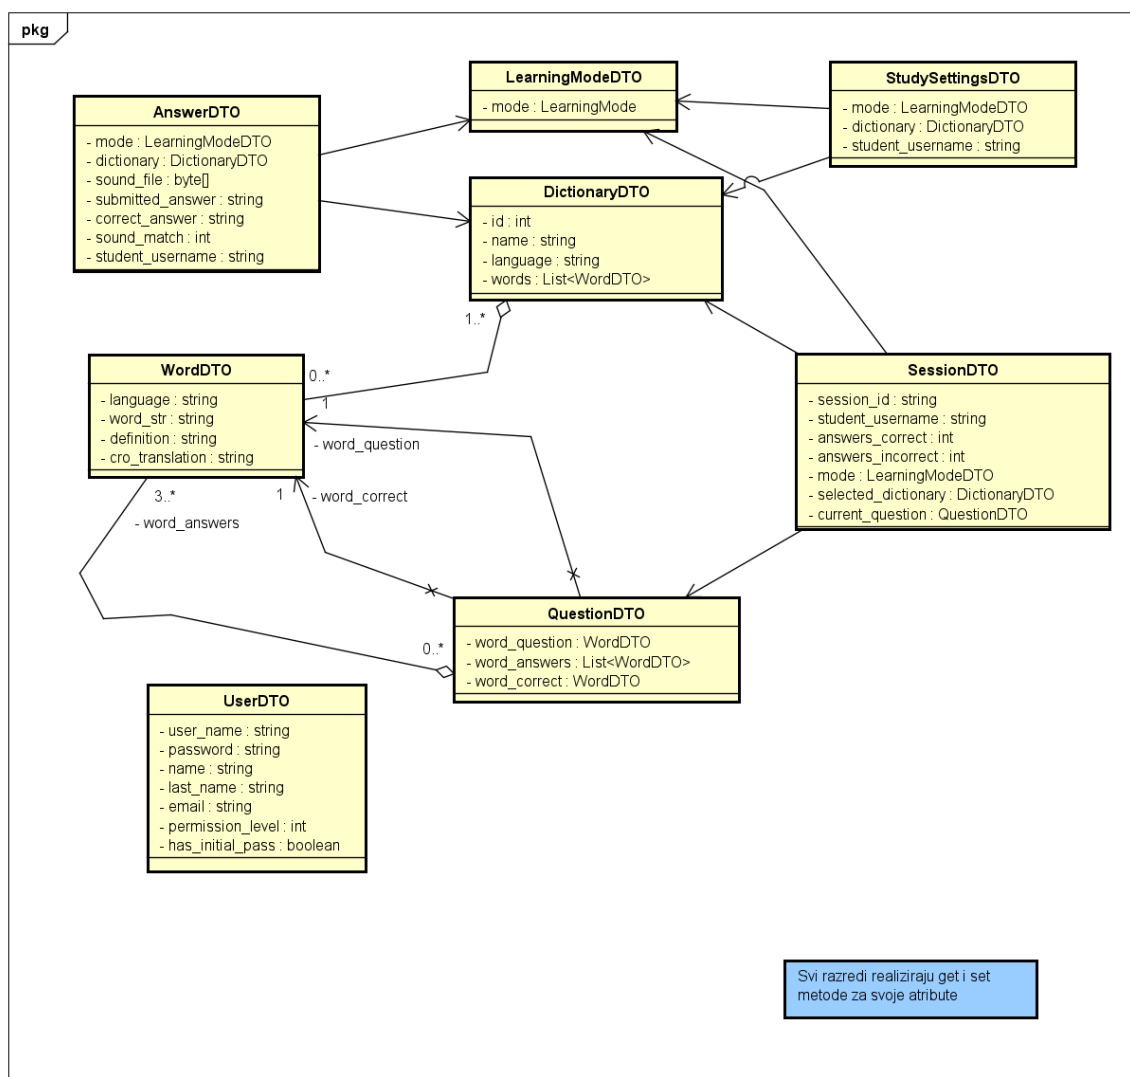 pkg
LearningModeDTO
- mode : LearningMode
StudySettingsDTO
- mode : LearningModeDTO
- dictionary : DictionaryDTO
- student_username : string
AnswerDTO
- mode : LearningModeDTO
- dictionary : DictionaryDTO
- sound_file : byte[]
- submitted_answer : string
- correct_answer : string
- sound_match : int
- student_username : string
DictionaryDTO
- id : int
- name : string
- language : string
- words : List<WordDTO>
1..*
0..*
WordDTO
- language : string
- word_str : string
- definition : string
- cro_translation : string
1
- word_question
1
- word_correct
3..*
- word_answers
SessionDTO
- session_id : string
- student_username : string
- answers_correct : int
- answers_incorrect : int
- mode : LearningModeDTO
- selected_dictionary : DictionaryDTO
- current_question : QuestionDTO
0..*
QuestionDTO
- word_question : WordDTO
- word_answers : List<WordDTO>
- word_correct : WordDTO
UserDTO
- user_name : string
- password : string
- name : string
- last_name : string
- email : string
- permission_level : int
- has_initial_pass : boolean
Svi razredi realiziraju get i set
metode za svoje atribute